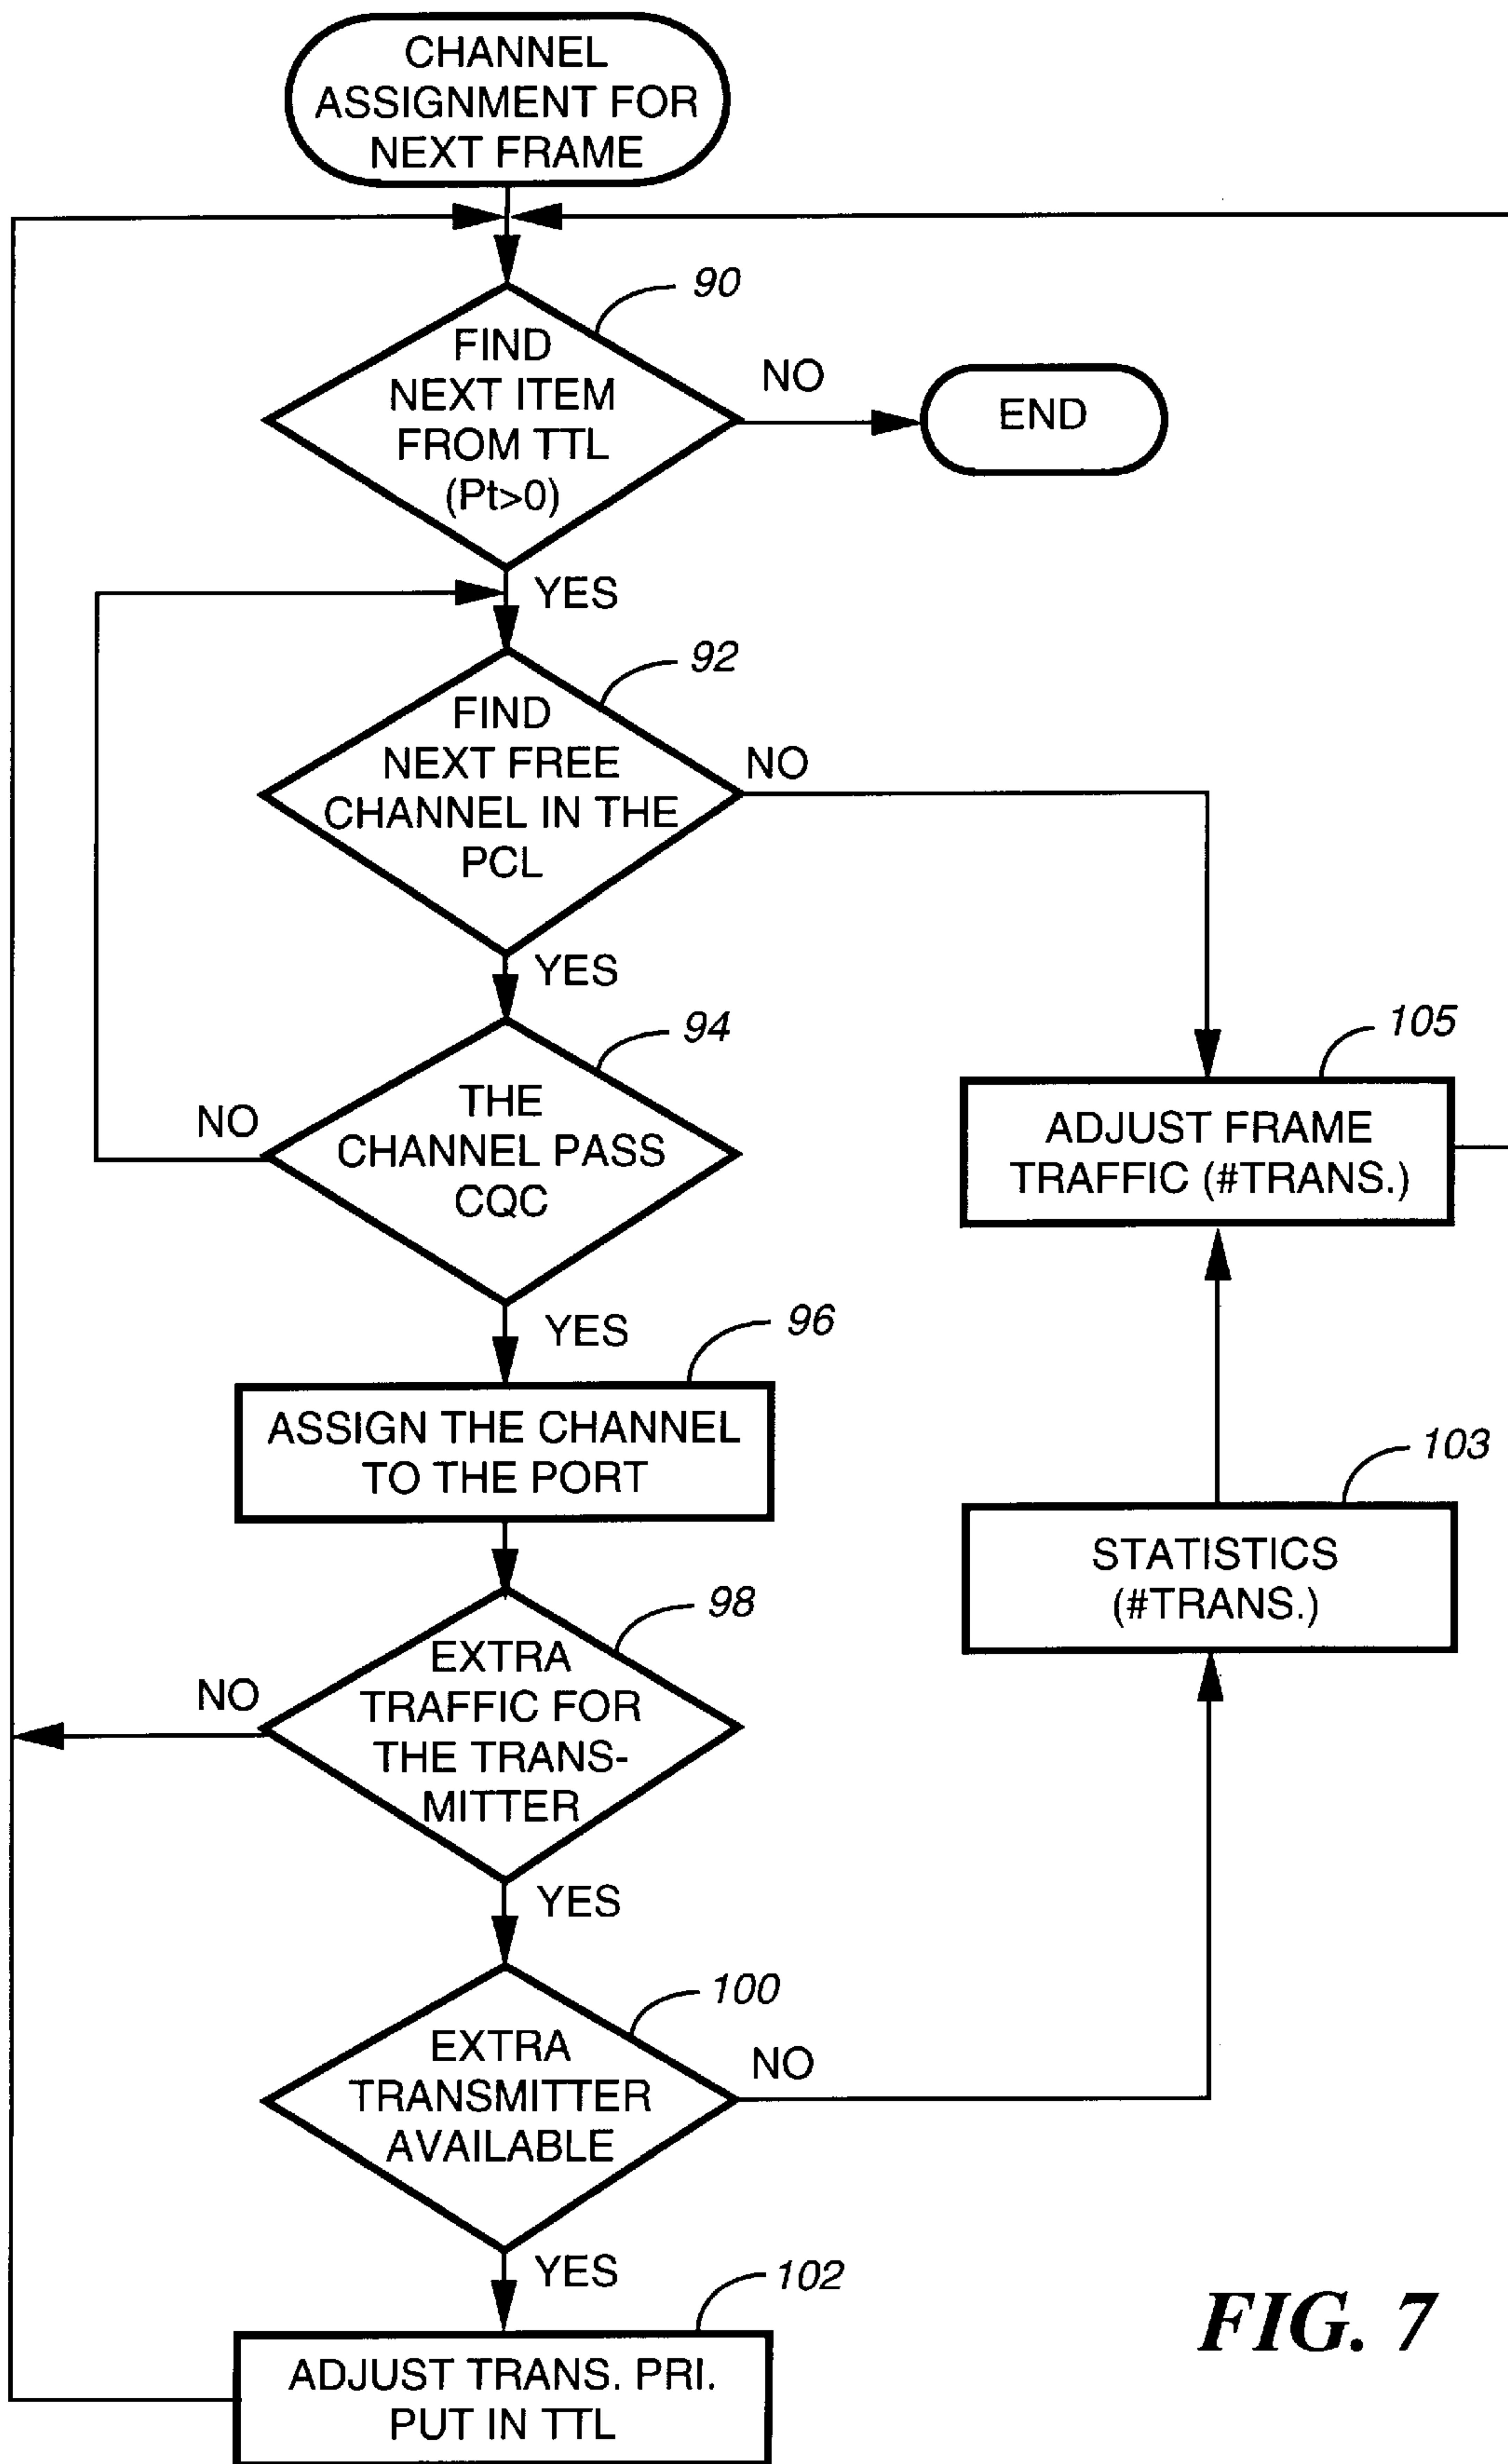 CHANNEL
ASSIGNMENT FOR
NEXT FRAME
90
FIND
NEXT ITEM
FROM TTL
(Pt>0)
NO
END
YES
92
FIND
NEXT FREE
CHANNEL IN THE
PCL
NO
YES
94
THE
CHANNEL PASS
CQC
NO
105
ADJUST FRAME
TRAFFIC (#TRANS.)
YES
96
ASSIGN THE CHANNEL
TO THE PORT
103
STATISTICS
(#TRANS.)
98
EXTRA
TRAFFIC FOR
THE TRANS-
MITTER
NO
YES
100
EXTRA
TRANSMITTER
AVAILABLE
NO
YES
102
ADJUST TRANS. PRI.
PUT IN TTL
FIG. 7